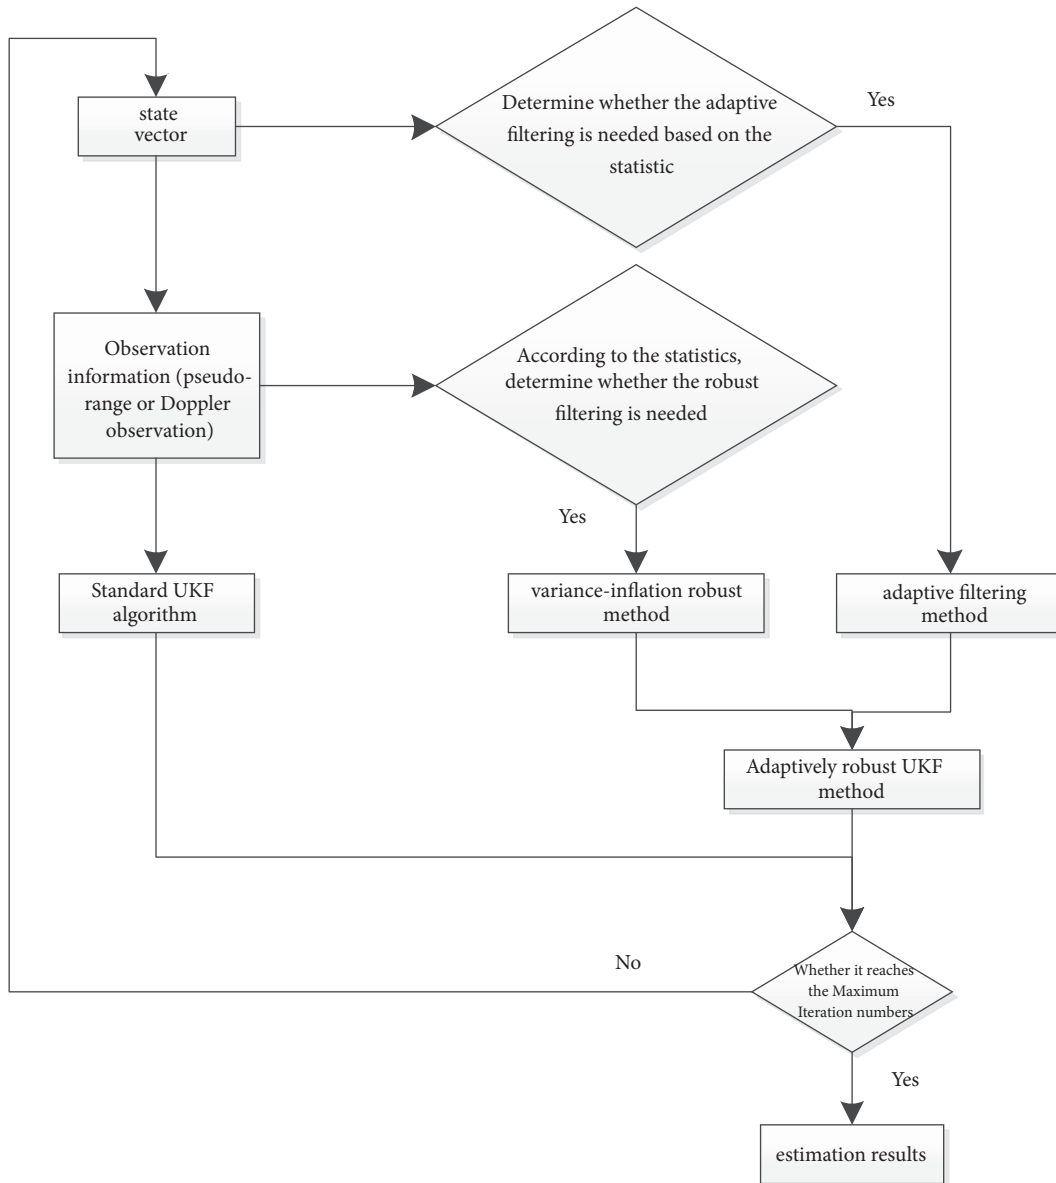 state
vector
Determine whether the adaptive
filtering is needed based on the
statistic
Yes
Observation
information (pseudo-
range or Doppler
observation)
According to the statistics,
determine whether the robust
filtering is needed
Yes
Standard UKF
algorithm
variance-inflation robust
method
adaptive filtering
method
Adaptively robust UKF
method
No
Whether it reaches
the Maximum
Iteration numbers
Yes
estimation results